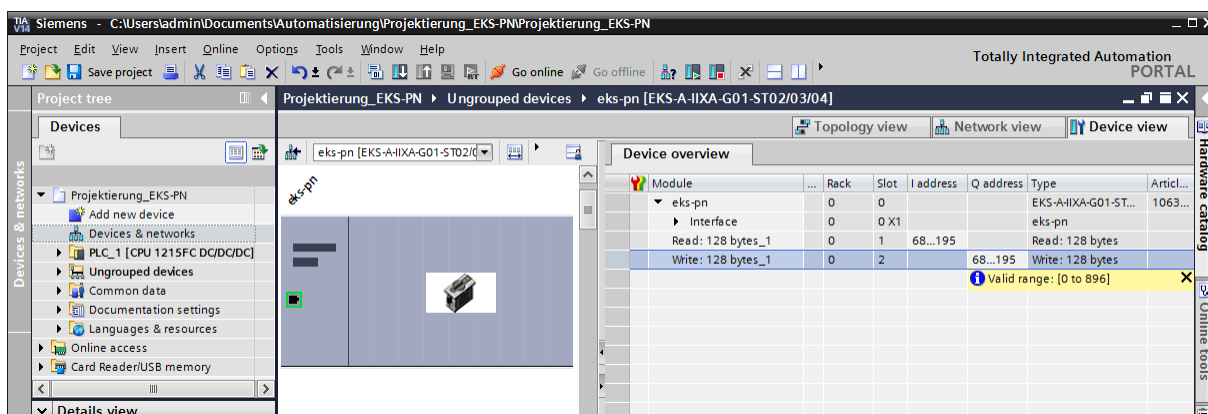 TIA V14 Siemens - C:\Users\admin\Documents\Automatisierung\Projektierung_EKS-PN\Projektierung_EKS-PN
Project Edit View Insert Online Options Tools Window Help
Totally Integrated Automation
PORTAL
Save project Go online Go offline
Project tree
Projektierung_EKS-PN Ungrouped devices eks-pn [EKS-A-IIXA-G01-ST02/03/04]
Devices
Topology view Network view Device view
eks-pn [EKS-A-IIXA-G01-ST02/0
Device overview
Devices & networks
Projektierung_EKS-PN
Add new device
Devices & networks
PLC_1 [CPU 1215FC DC/DC/DC]
Ungrouped devices
Common data
Documentation settings
Languages & resources
Online access
Card Reader/USB memory
Details view
eks-pn
Module ... Rack Slot I address Q address Type Articl...
eks-pn 0 0 EKS-A-IIXA-G01-ST... 1063...
Interface 0 0 X1 eks-pn
Read: 128 bytes_1 0 1 68...195 Read: 128 bytes
Write: 128 bytes_1 0 2 68...195 Write: 128 bytes
Valid range: [0 to 896]
Hardware catalog
Online tools